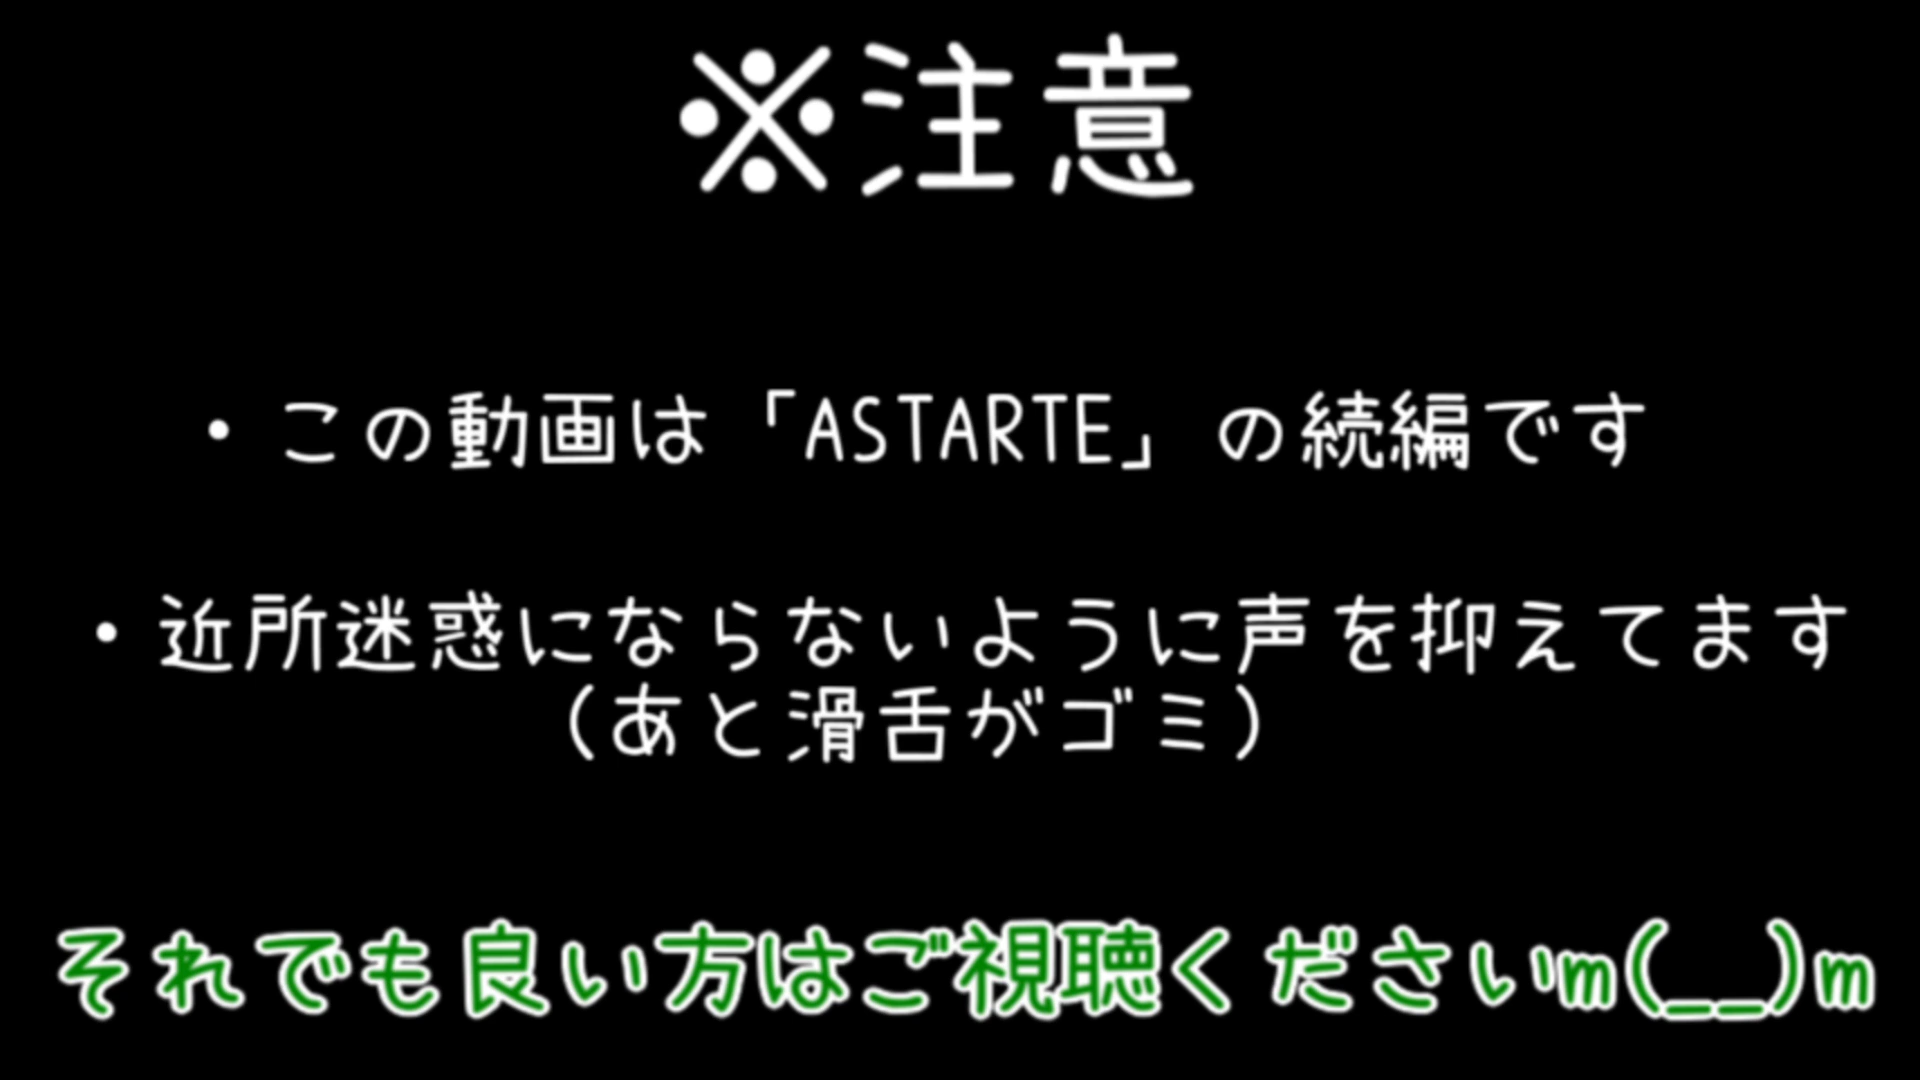 ※注意
・この動画は「ASTARTE」の続編です
・近所迷惑にならないように声を抑えてます
（あと滑舌がゴミ）
それでも良い方はご視聴くださいm(__)m